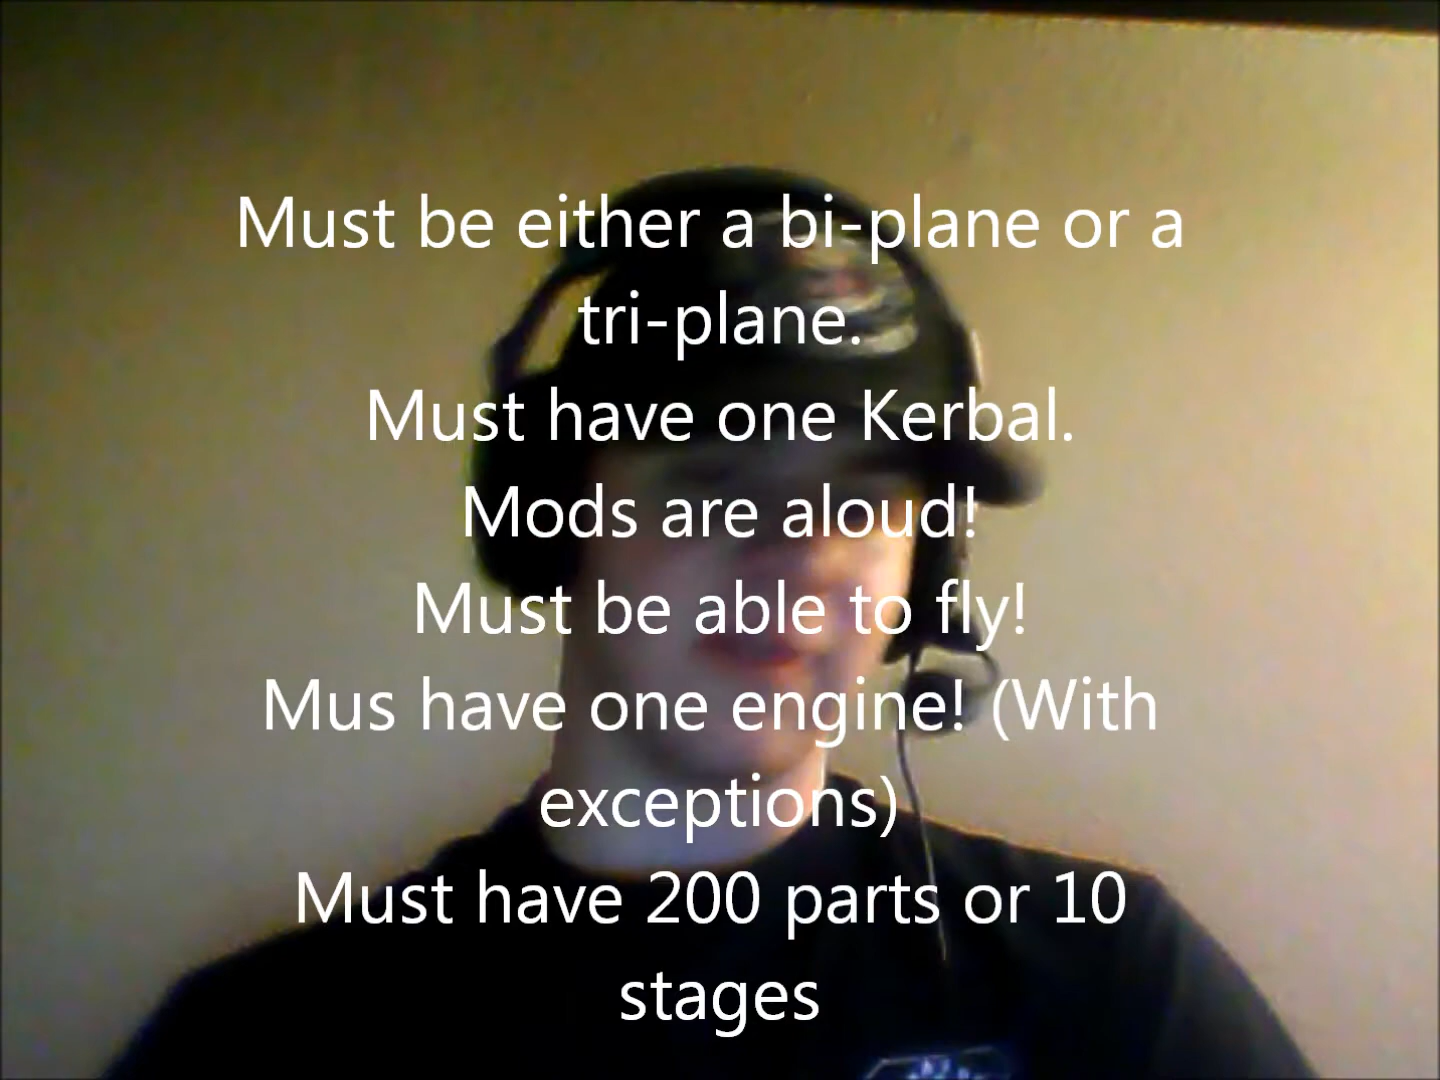 Must be either a bi-plane or a
tri-plane.
Must have one Kerbal.
Mods are aloud!
Must be able to fly!
Mus have one engine! (With
exceptions)
Must have 200 parts or 10
stages